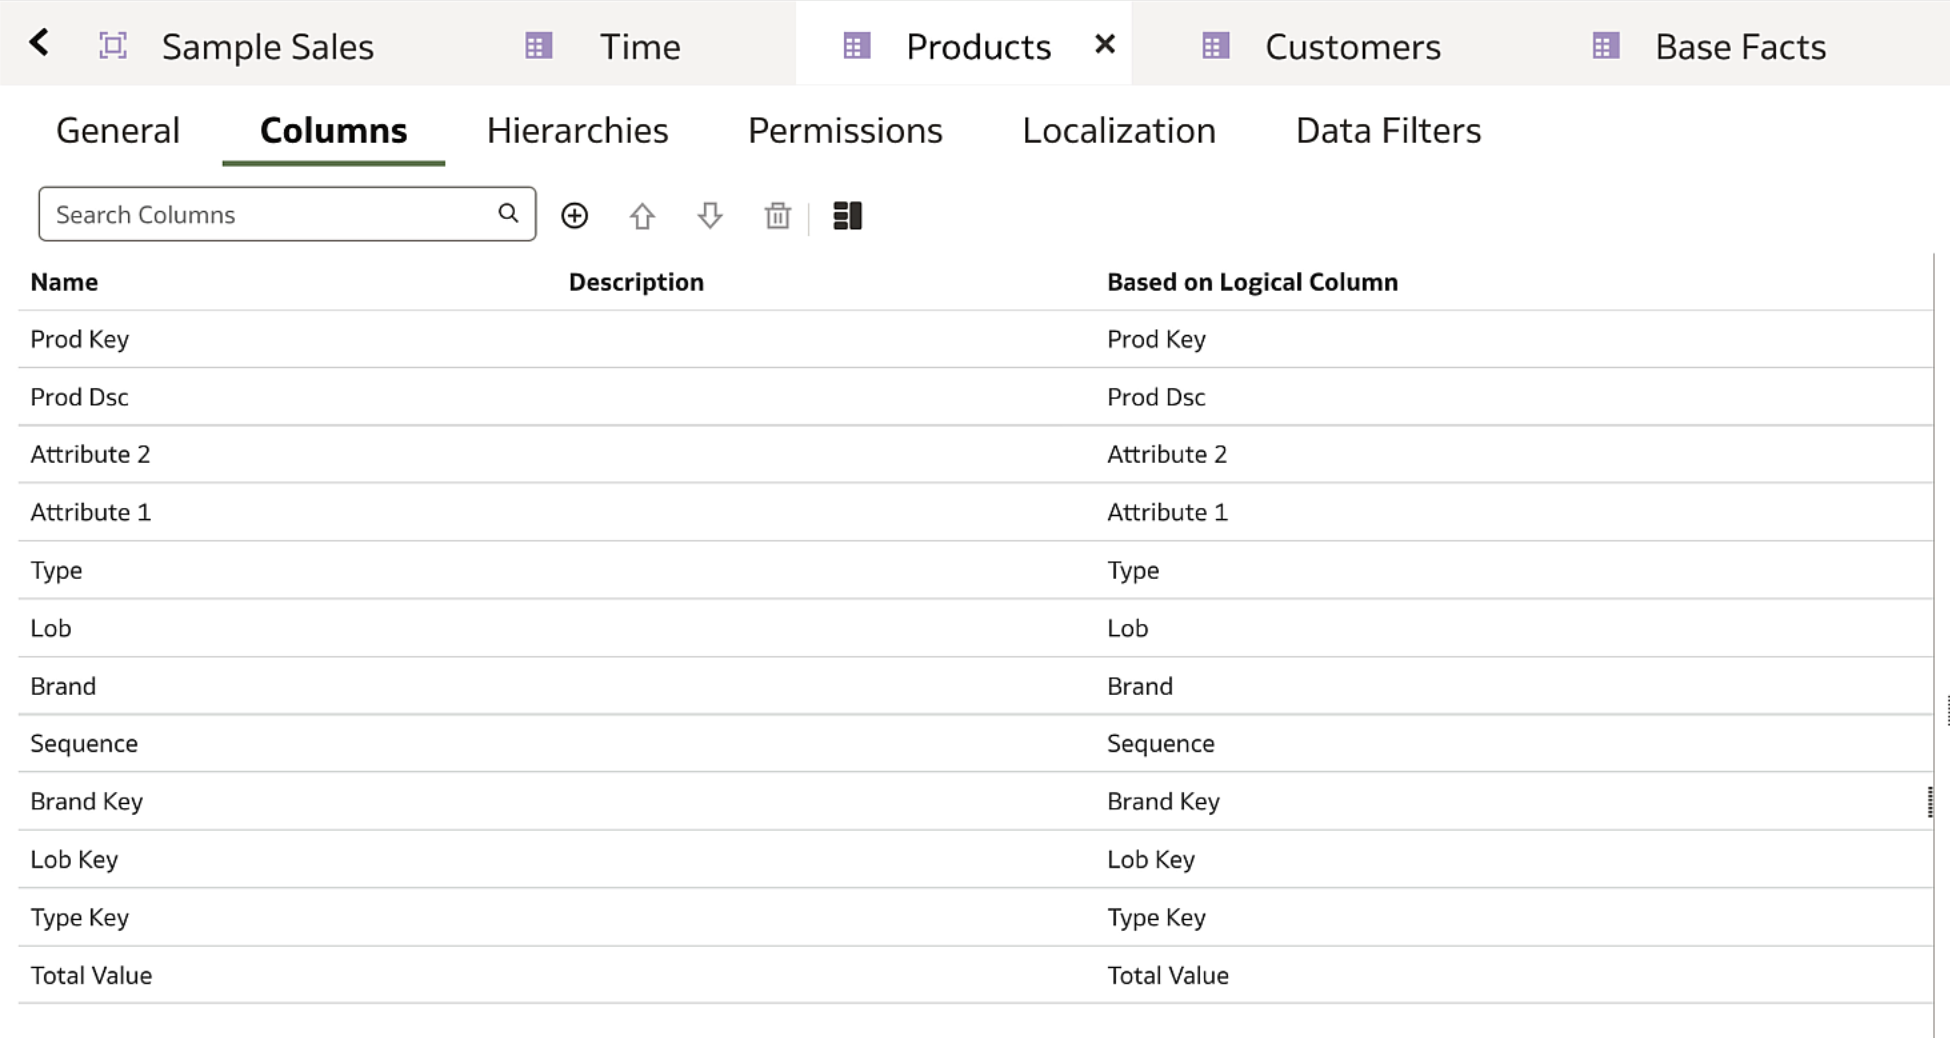 Sample Sales Time Products Customers Base Facts
General Columns Hierarchies Permissions Localization Data Filters
Search Columns
Name Description Based on Logical Column
Prod Key Prod Key
Prod Dsc Prod Dsc
Attribute 2 Attribute 2
Attribute 1 Attribute 1
Type Type
Lob Lob
Brand Brand
Sequence Sequence
Brand Key Brand Key
Lob Key Lob Key
Type Key Type Key
Total Value Total Value